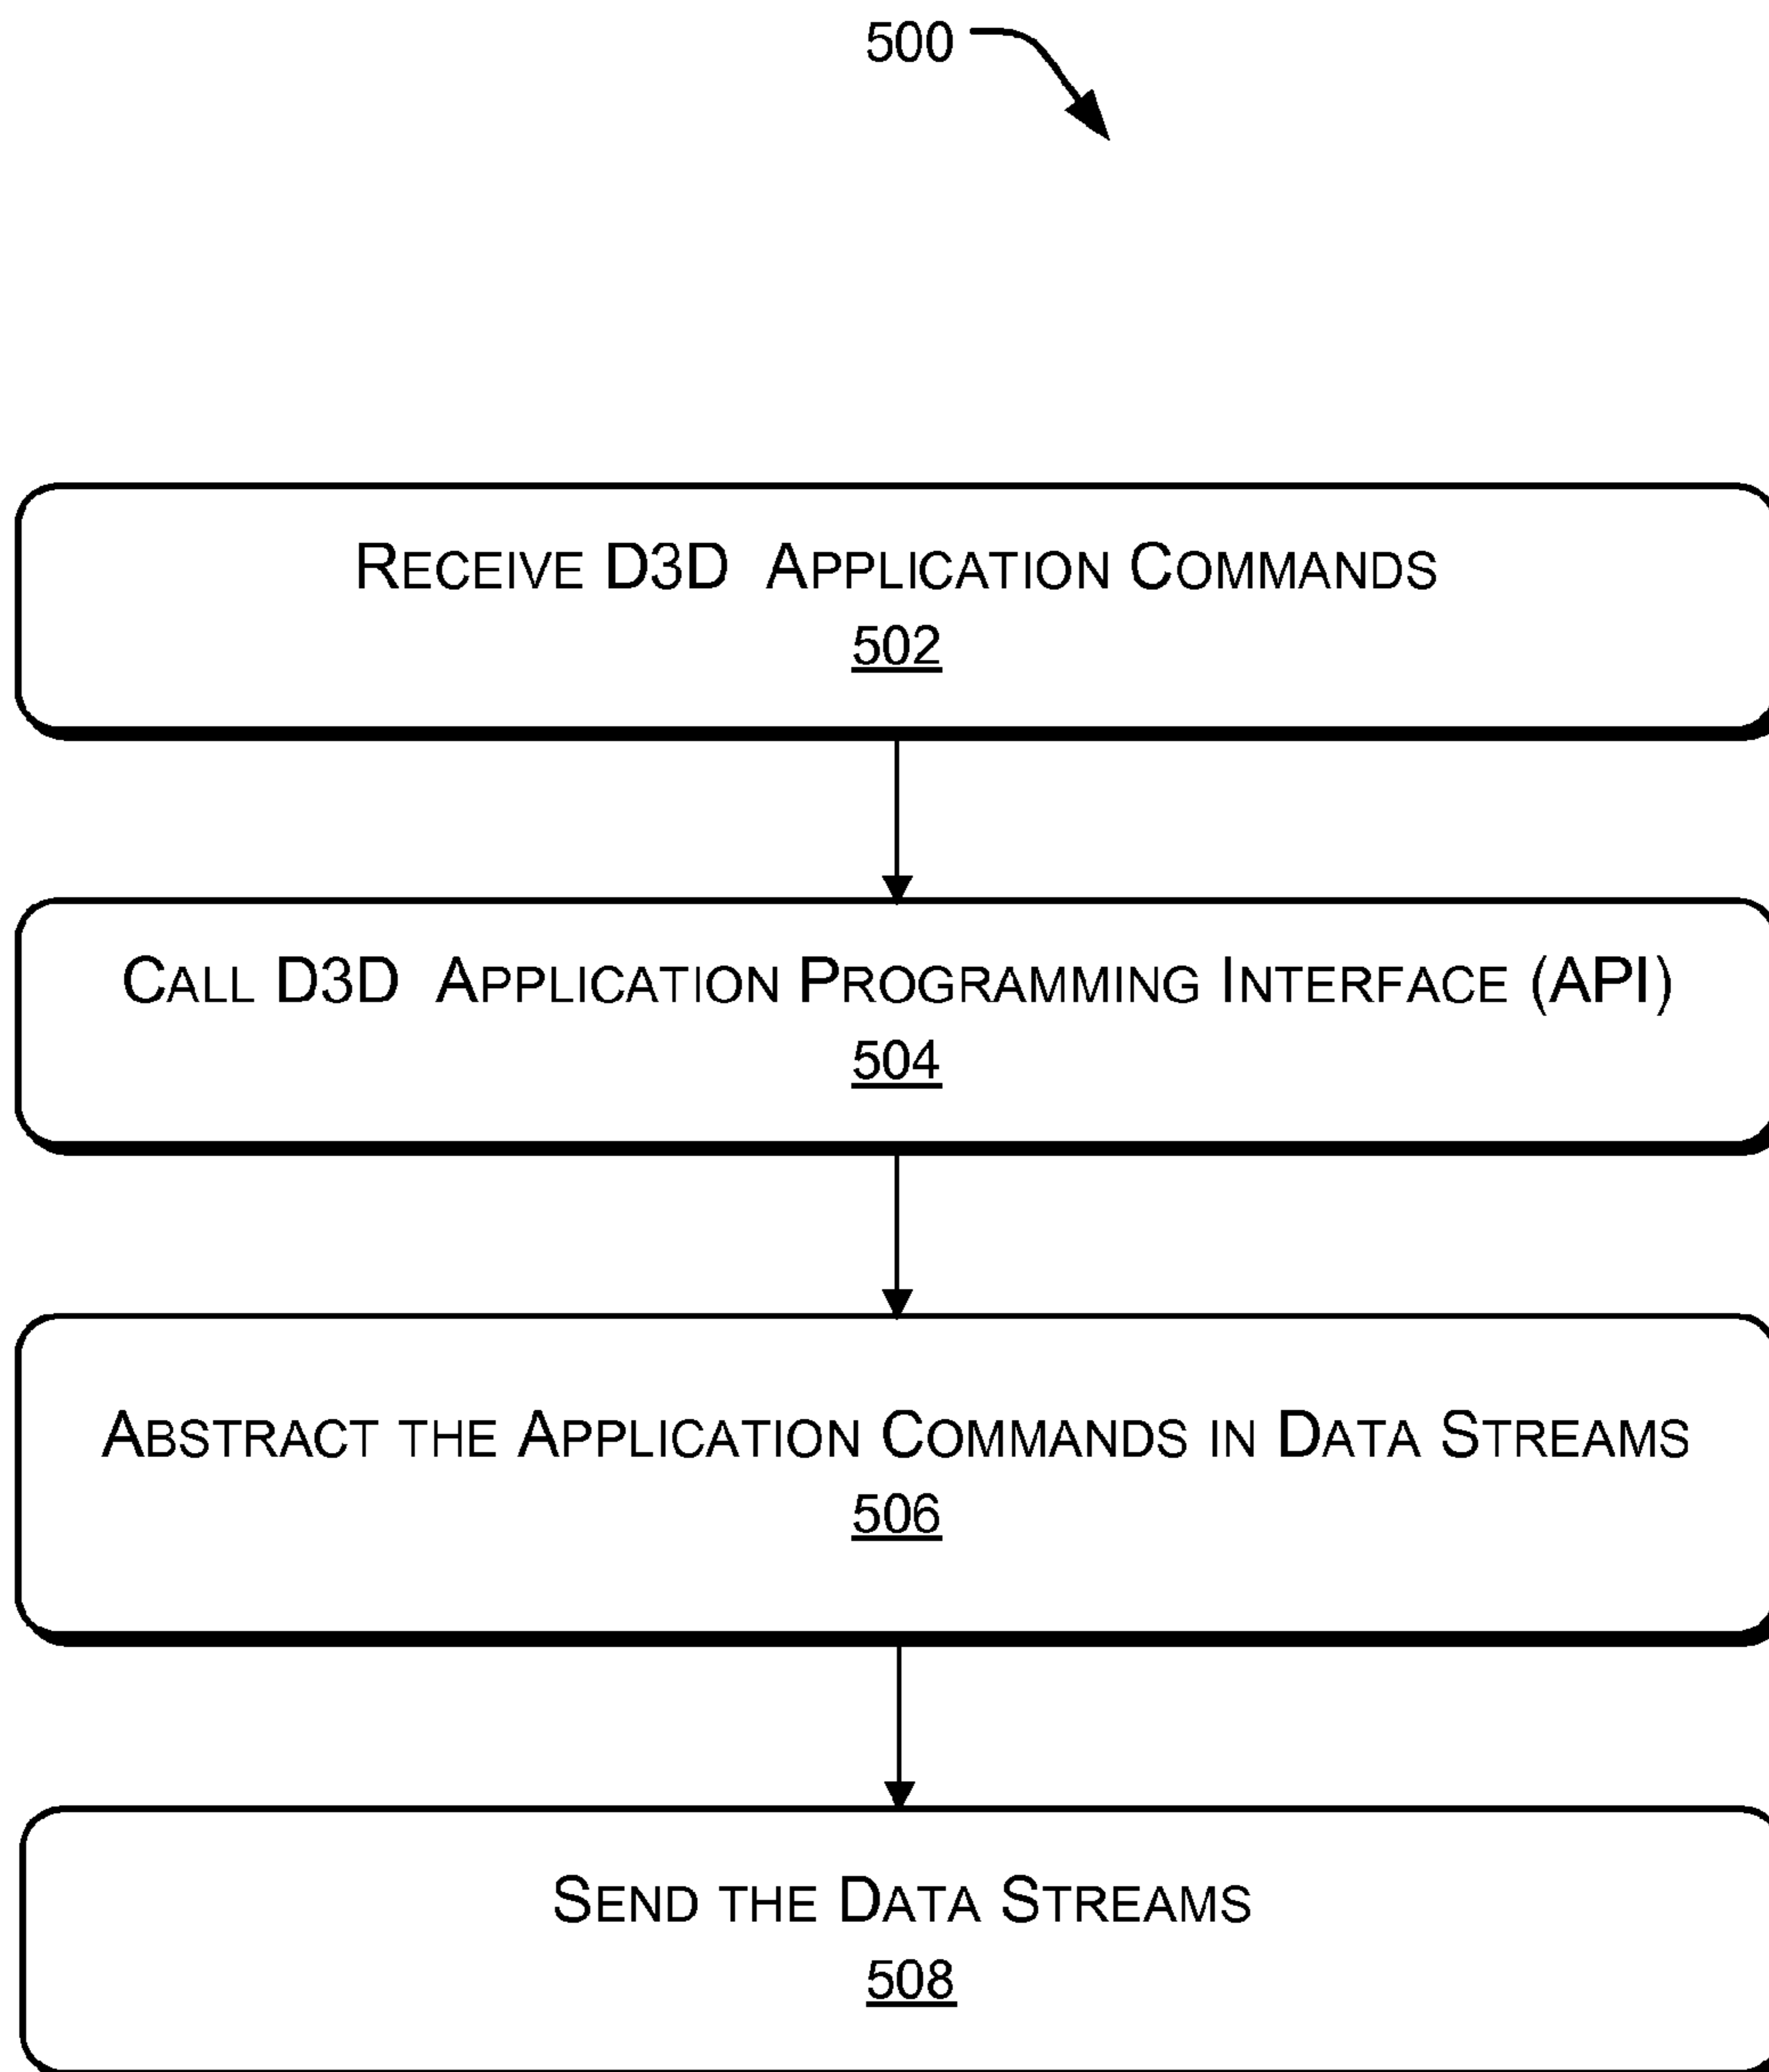 500
RECEIVE D3D APPLICATION COMMANDS
502
CALL D3D APPLICATION PROGRAMMING INTERFACE (API)
504
ABSTRACT THE APPLICATION COMMANDS IN DATA STREAMS
506
SEND THE DATA STREAMS
508